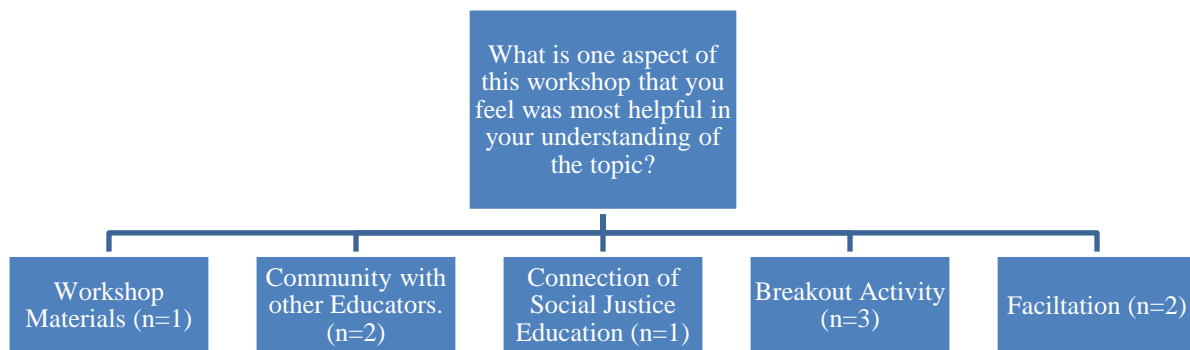 What is one aspect of
this workshop that you
feel was most helpful in
your understanding of
the topic?
Workshop
Materials (n=1)
Community with
other Educators.
(n=2)
Connection of
Social Justice
Education (n=1)
Breakout Activity
(n=3)
Faciltation (n=2)